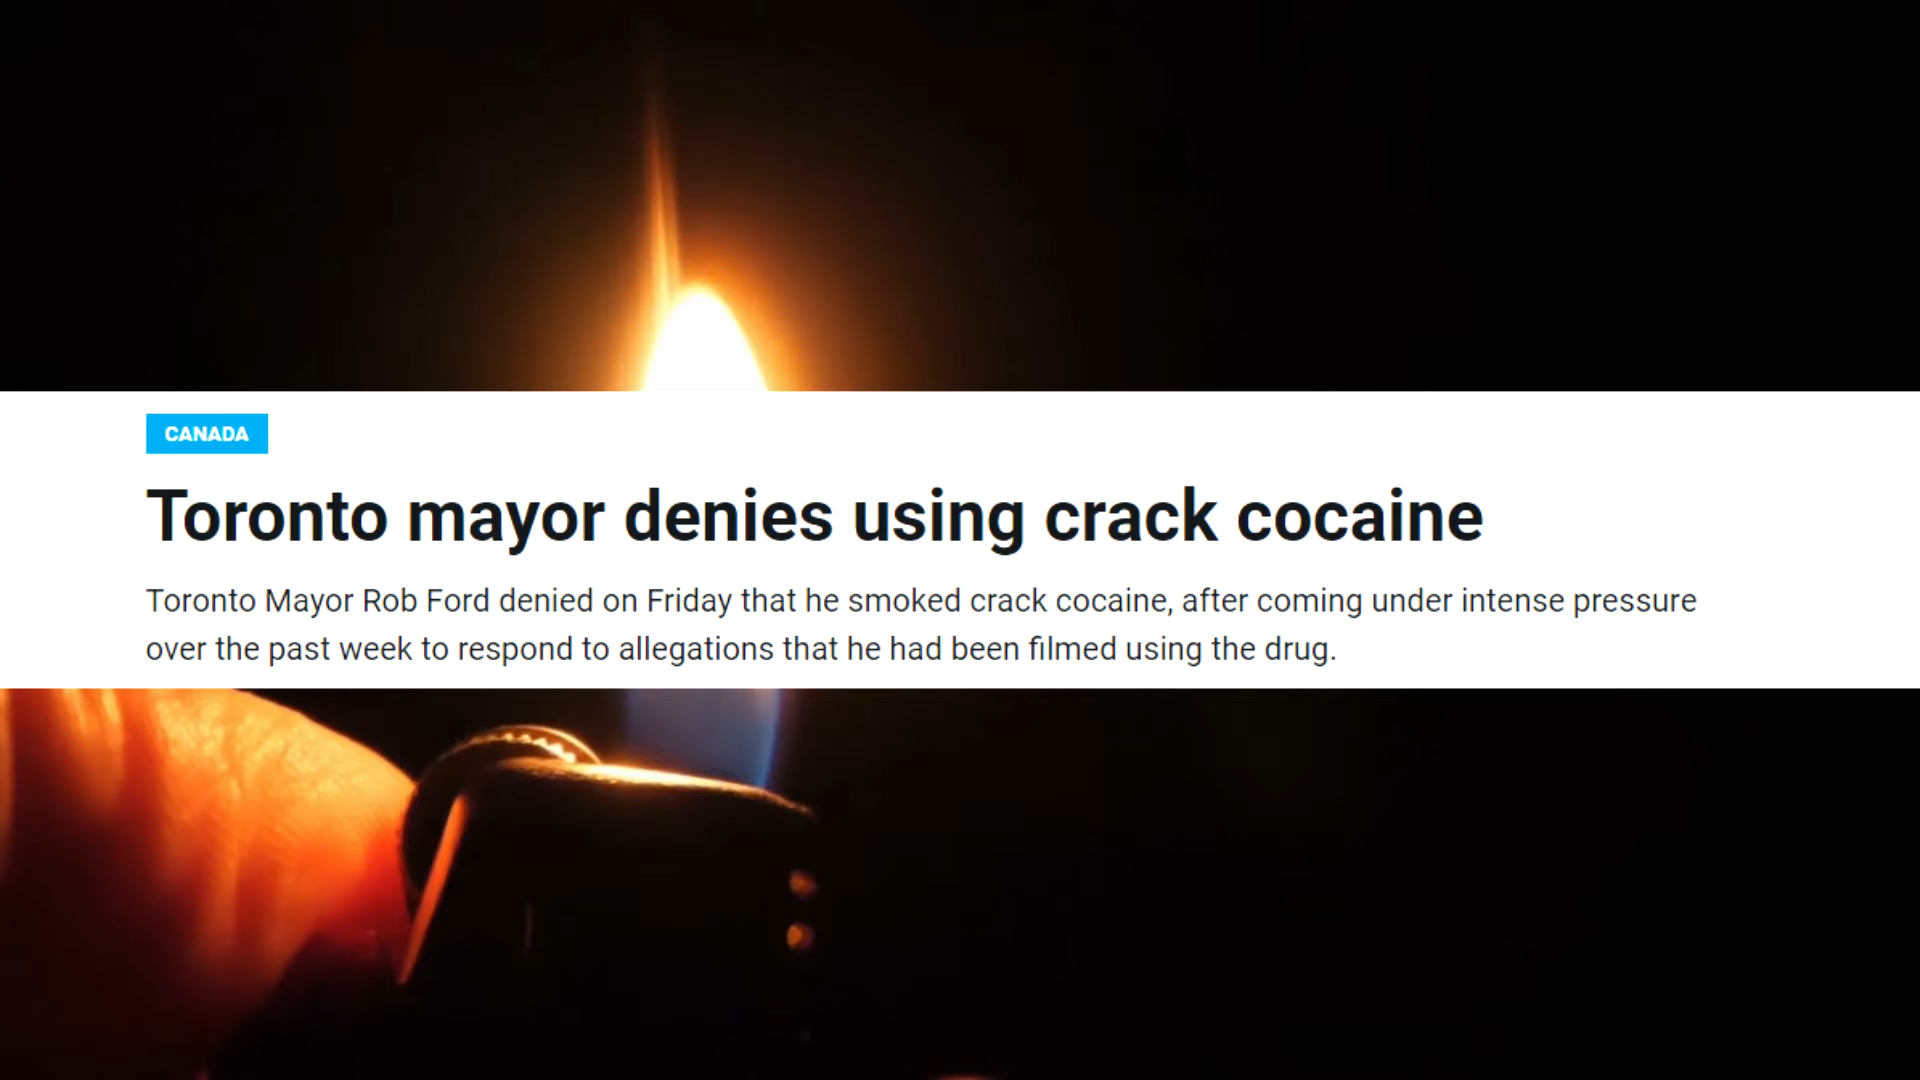 CANADA
Toronto mayor denies using crack cocaine
Toronto Mayor Rob Ford denied on Friday that he smoked crack cocaine, after coming under intense pressure
over the past week to respond to allegations that he had been filmed using the drug.